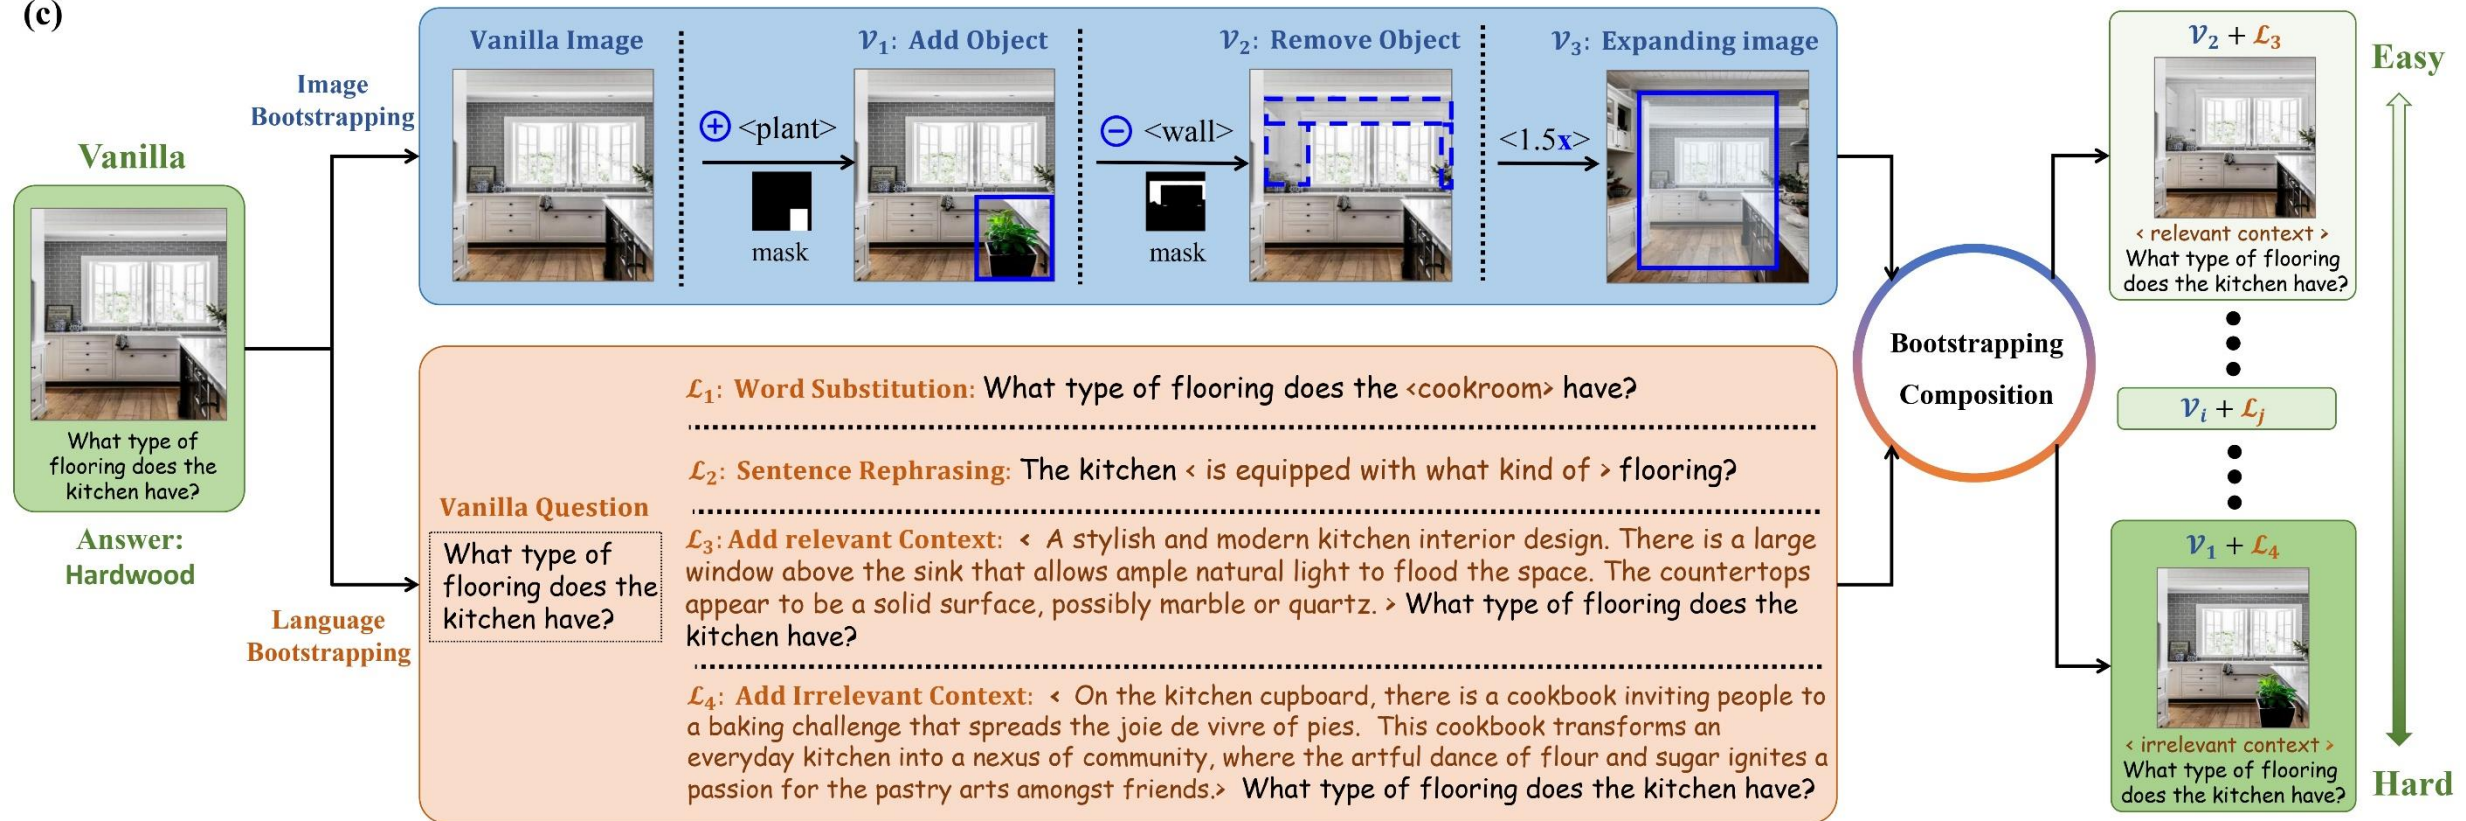 (c)
Vanilla
What type of
flooring does the
kitchen have?
Answer:
Hardwood
Image
Bootstrapping
Language
Bootstrapping
Vanilla Image
𝒱₁: Add Object
𝒱₂: Remove Object
𝒱₃: Expanding image
+ <plant>
mask
− <wall>
mask
<1.5x>
Vanilla Question
What type of
flooring does the
kitchen have?
ℒ₁: Word Substitution: What type of flooring does the <cookroom> have?
ℒ₂: Sentence Rephrasing: The kitchen < is equipped with what kind of > flooring?
ℒ₃: Add relevant Context: < A stylish and modern kitchen interior design. There is a large
window above the sink that allows ample natural light to flood the space. The countertops
appear to be a solid surface, possibly marble or quartz. > What type of flooring does the
kitchen have?
ℒ₄: Add Irrelevant Context: < On the kitchen cupboard, there is a cookbook inviting people to
a baking challenge that spreads the joie de vivre of pies. This cookbook transforms an
everyday kitchen into a nexus of community, where the artful dance of flour and sugar ignites a
passion for the pastry arts amongst friends.> What type of flooring does the kitchen have?
Bootstrapping
Composition
𝒱₂ + ℒ₃
< relevant context >
What type of flooring
does the kitchen have?
𝒱ᵢ + ℒⱼ
𝒱₁ + ℒ₄
< irrelevant context >
What type of flooring
does the kitchen have?
Easy
Hard